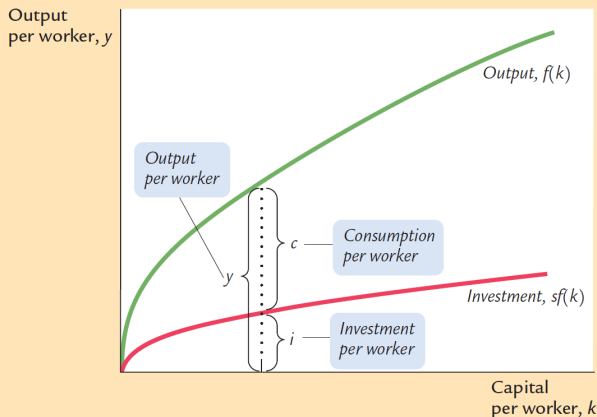 Output
per worker, y
Output, f(k)
Output
per worker
c
Consumption
per worker
y
Investment, sf(k)
i
Investment
per worker
Capital
per worker, k